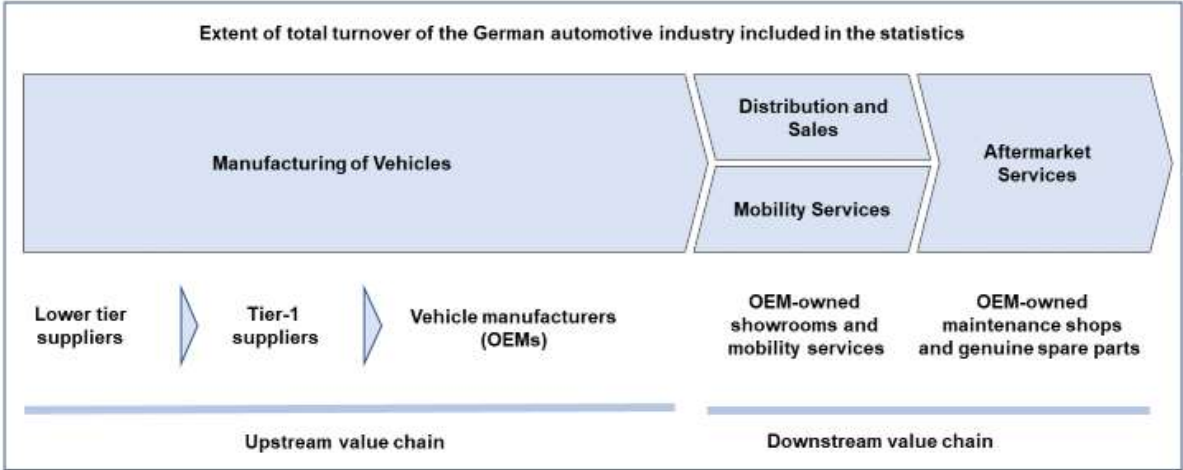 Extent of total turnover of the German automotive industry included in the statistics
Manufacturing of Vehicles
Distribution and
Sales
Mobility Services
Aftermarket
Services
Lower tier
suppliers
Tier-1
suppliers
Vehicle manufacturers
(OEMs)
OEM-owned
showrooms and
mobility services
OEM-owned
maintenance shops
and genuine spare parts
Upstream value chain
Downstream value chain